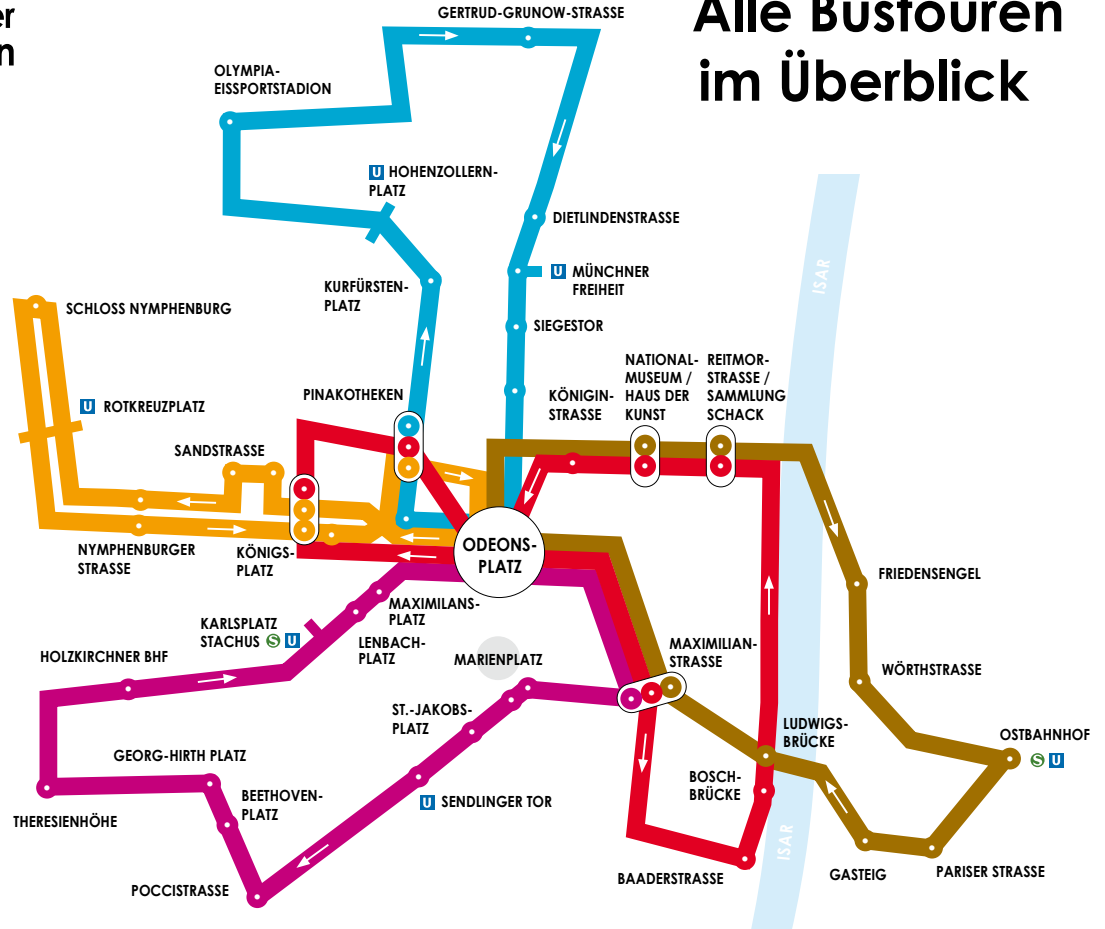 er
n
Alle Bustouren
im Überblick
GERTRUD-GRUNOW-STRASSE
OLYMPIA-
EISSPORTSTADION
U HOHENZOLLERN-
PLATZ
DIETLINDENSTRASSE
ISAR
U MÜNCHNER
FREIHEIT
KURFÜRSTEN-
PLATZ
SCHLOSS NYMPHENBURG
SIEGESTOR
NATIONAL-
MUSEUM /
HAUS DER
KUNST
REITMOR-
STRASSE /
SAMMLUNG
SCHACK
KÖNIGIN-
STRASSE
PINAKOTHEKEN
U ROTKREUZPLATZ
SANDSTRASSE
NYMPHENBURGER
STRASSE
KÖNIGS-
PLATZ
ODEONS-
PLATZ
FRIEDENSENGEL
MAXIMILANS-
PLATZ
KARLSPLATZ
STACHUS S U
LENBACH-
PLATZ
MARIENPLATZ
MAXIMILIAN-
STRASSE
HOLZKIRCHNER BHF
WÖRTHSTRASSE
ST.-JAKOBS-
PLATZ
LUDWIGS-
BRÜCKE
OSTBAHNHOF
S U
GEORG-HIRTH PLATZ
BOSCH-
BRÜCKE
BEETHOVEN-
PLATZ
U SENDLINGER TOR
THERESIENHÖHE
ISAR
POCCISTRASSE
BAADERSTRASSE
GASTEIG
PARISER STRASSE